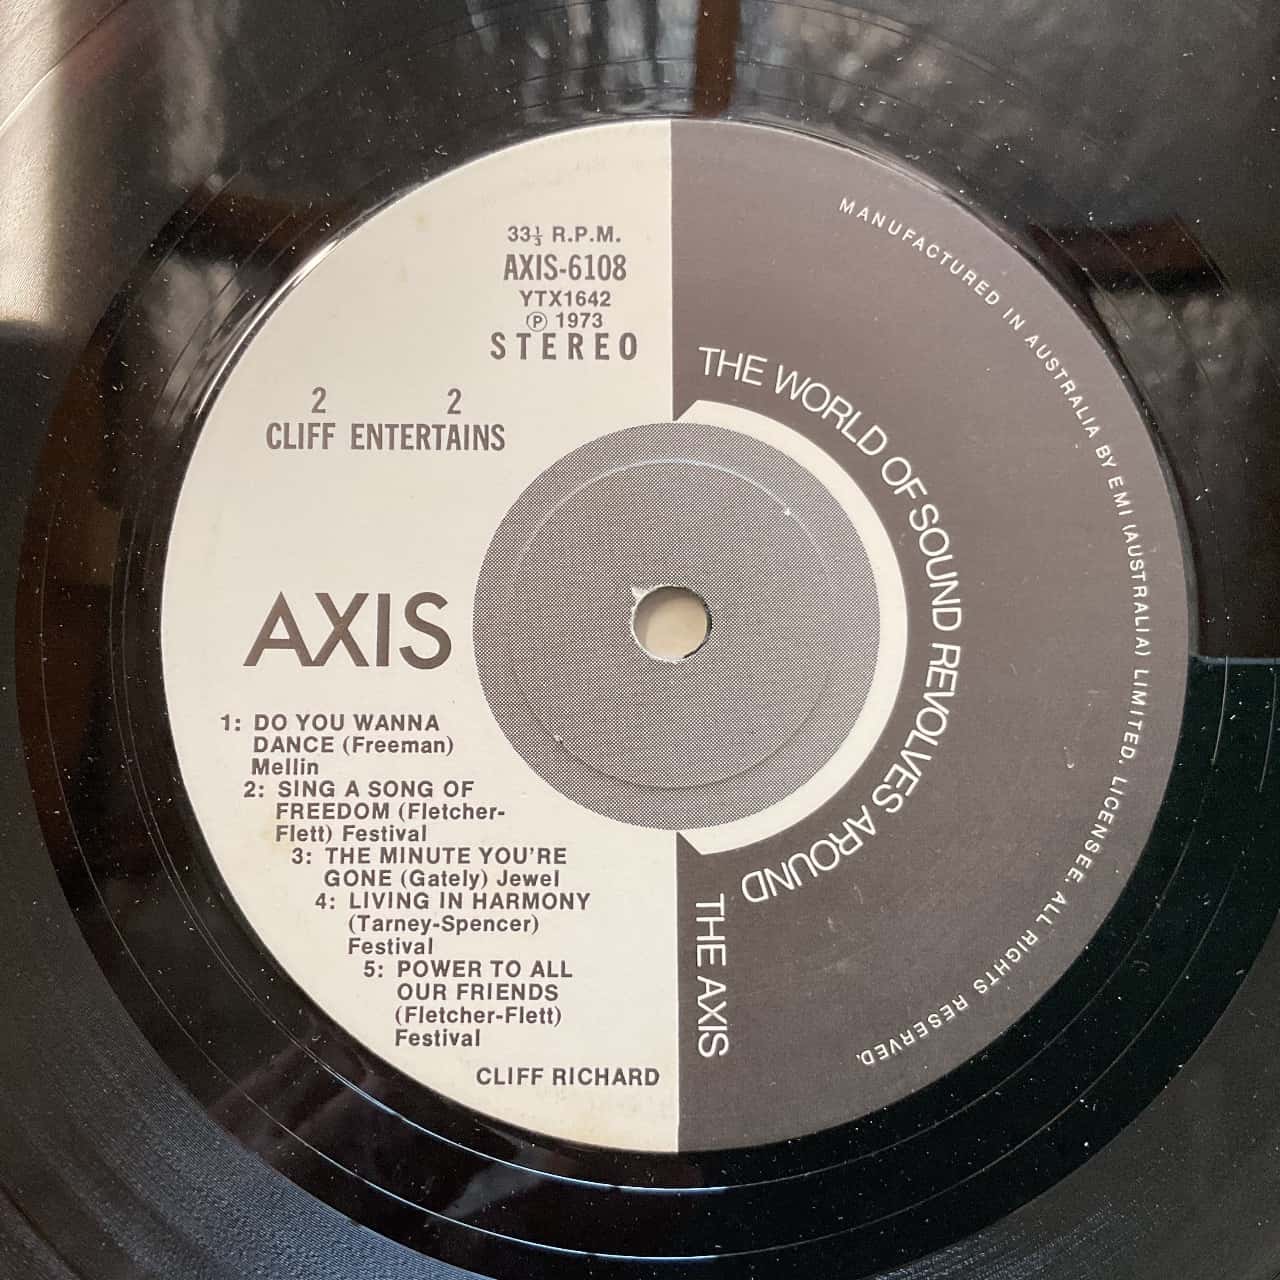 33⅓ R.P.M.
AXIS-6108
YTX1642
Ⓟ 1973
STEREO
2 2
CLIFF ENTERTAINS
AXIS
1: DO YOU WANNA
DANCE (Freeman)
Mellin
2: SING A SONG OF
FREEDOM (Fletcher-
Flett) Festival
3: THE MINUTE YOU'RE
GONE (Gately) Jewel
4: LIVING IN HARMONY
(Tarney-Spencer)
Festival
5: POWER TO ALL
OUR FRIENDS
(Fletcher-Flett)
Festival
CLIFF RICHARD
THE WORLD OF SOUND REVOLVES AROUND
THE AXIS
MANUFACTURED IN AUSTRALIA BY EMI (AUSTRALIA) LIMITED. LICENSEE. ALL RIGHTS RESERVED.